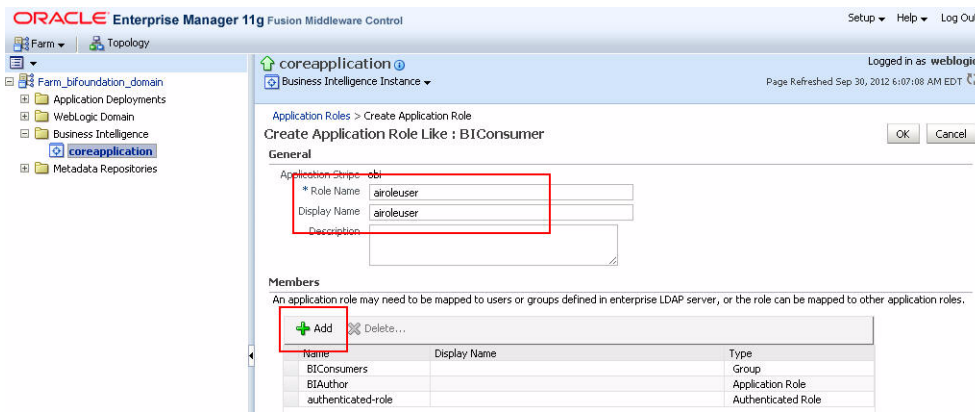 ORACLE Enterprise Manager 11g Fusion Middleware Control
Setup Help Log Out
Farm Topology
Farm_bifoundation_domain
Application Deployments
WebLogic Domain
Business Intelligence
coreapplication
Metadata Repositories
coreapplication
Logged in as weblogic
Business Intelligence Instance
Page Refreshed Sep 30, 2012 6:07:08 AM EDT
Application Roles > Create Application Role
Create Application Role Like : BIConsumer
OK Cancel
General
Application Stripe obi
* Role Name airoleuser
Display Name airoleuser
Description
Members
An application role may need to be mapped to users or groups defined in enterprise LDAP server, or the role can be mapped to other application roles.
Add Delete...
Name Display Name Type
BIConsumers Group
BIAuthor Application Role
authenticated-role Authenticated Role